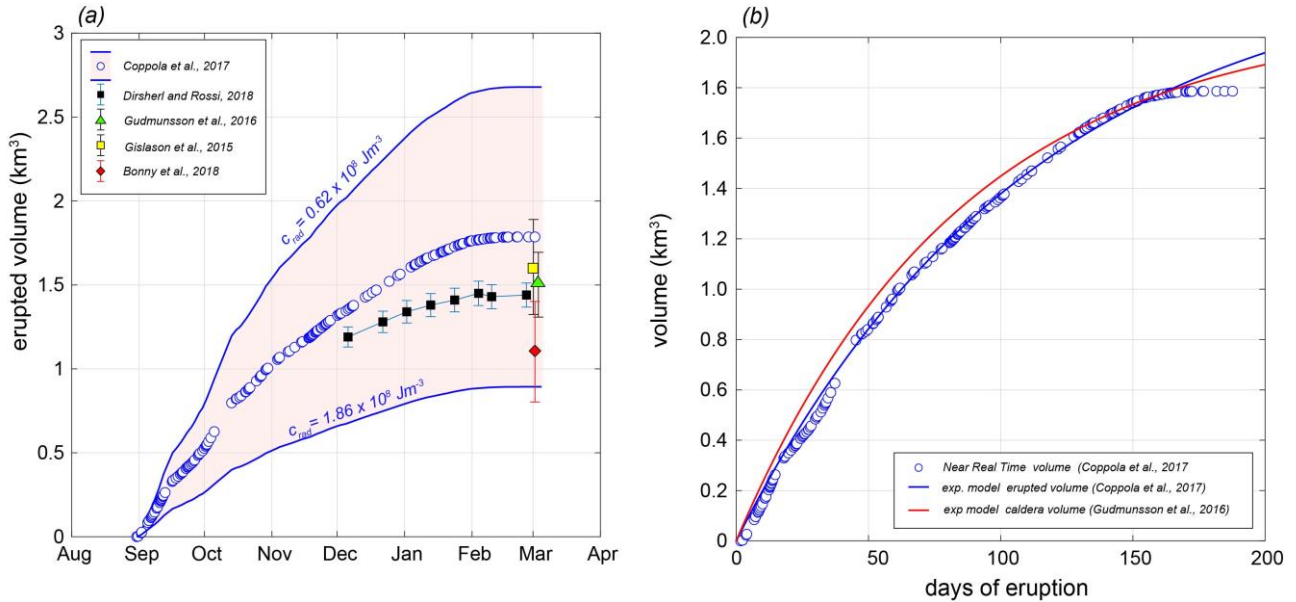 (a)
3
2.5
2
1.5
1
0.5
0
erupted volume (km³)
Coppola et al., 2017
Dirsherl and Rossi, 2018
Gudmunsson et al., 2016
Gislason et al., 2015
Bonny et al., 2018
c_rad = 0.62 x 10⁸ Jm⁻³
c_rad = 1.86 x 10⁸ Jm⁻³
Aug Sep Oct Nov Dec Jan Feb Mar Apr
(b)
2.0
1.8
1.6
1.4
1.2
1.0
0.8
0.6
0.4
0.2
0
volume (km³)
Near Real Time volume (Coppola et al., 2017
exp. model erupted volume (Coppola et al., 2017)
exp model caldera volume (Gudmunsson et al., 2016)
0 50 100 150 200
days of eruption